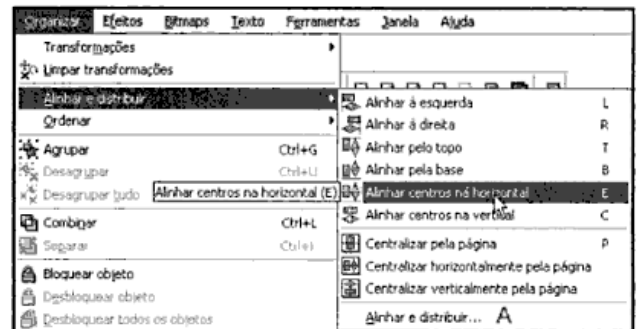 Organizar Efeitos Bitmaps Texto Ferramentas Janela Ajuda
Transformações
Limpar transformações
Alinhar e distribuir
Ordenar
Agrupar Ctrl+G
Desagrupar Ctrl+U
Desagrupar tudo
Combinar Ctrl+L
Separar
Bloquear objeto
Desbloquear objeto
Desbloquear todos os objetos
Alinhar centros na horizontal (E)
Alinhar à esquerda L
Alinhar à direita R
Alinhar pelo topo T
Alinhar pela base B
Alinhar centros na horizontal E
Alinhar centros na vertical C
Centralizar pela página P
Centralizar horizontalmente pela página
Centralizar verticalmente pela página
Alinhar e distribuir... A